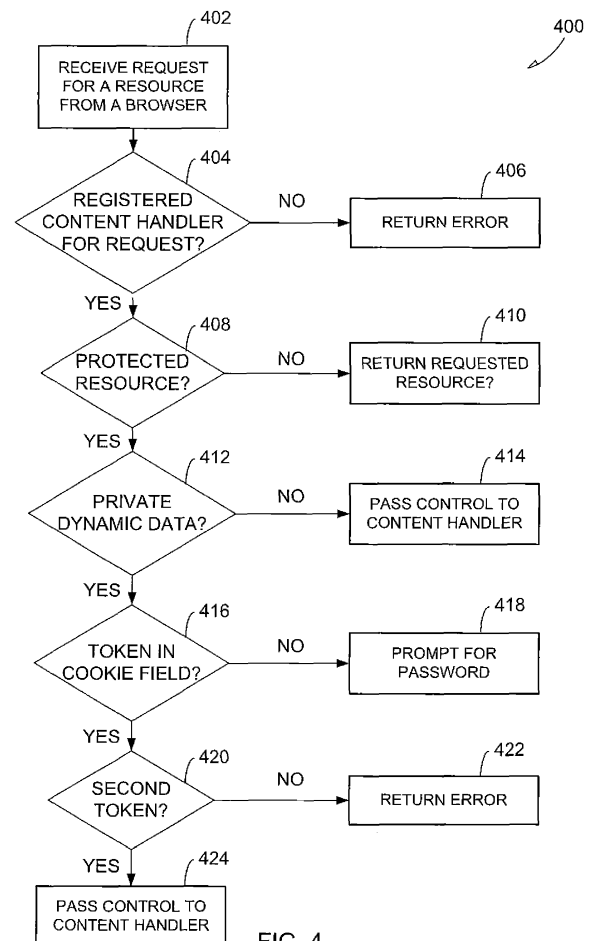 402
400
RECEIVE REQUEST
FOR A RESOURCE
FROM A BROWSER
404
REGISTERED
CONTENT HANDLER
FOR REQUEST?
NO
406
RETURN ERROR
YES
408
PROTECTED
RESOURCE?
NO
410
RETURN REQUESTED
RESOURCE?
YES
412
PRIVATE
DYNAMIC DATA?
NO
414
PASS CONTROL TO
CONTENT HANDLER
YES
416
TOKEN IN
COOKIE FIELD?
NO
418
PROMPT FOR
PASSWORD
YES
420
SECOND
TOKEN?
NO
422
RETURN ERROR
YES
424
PASS CONTROL TO
CONTENT HANDLER
FIG. 4